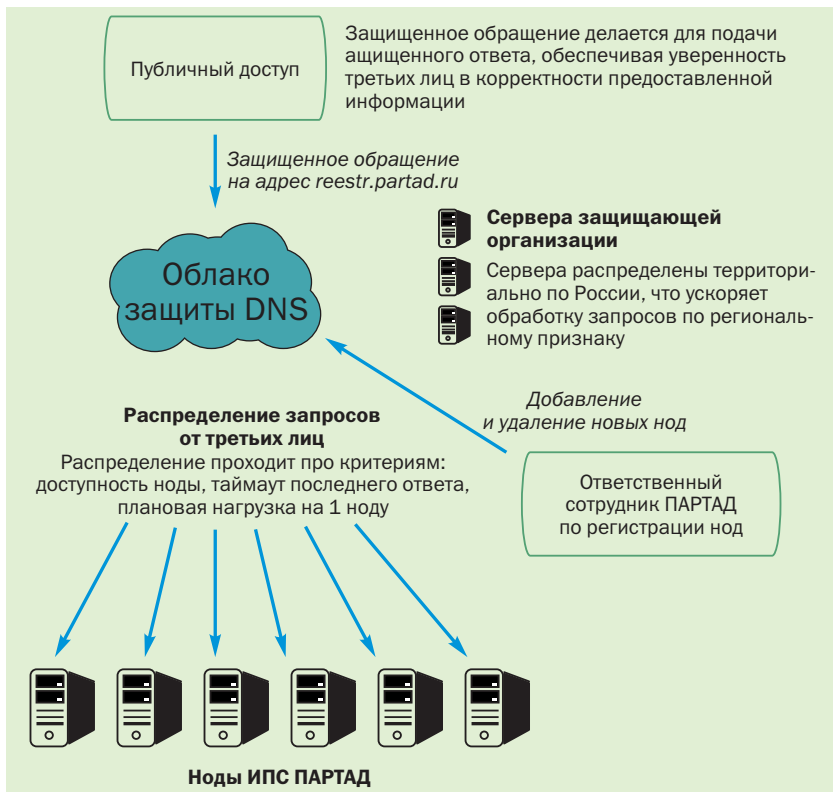 Публичный доступ
Защищенное обращение делается для подачи
ащищенного ответа, обеспечивая уверенность
третьих лиц в корректности предоставленной
информации
Защищенное обращение
на адрес reestr.partad.ru
Облако
защиты DNS
Сервера защищающей
организации
Сервера распределены территори-
ально по России, что ускоряет
обработку запросов по региональ-
ному признаку
Добавление
и удаление новых нод
Распределение запросов
от третьих лиц
Распределение проходит про критериям:
доступность ноды, таймаут последнего ответа,
плановая нагрузка на 1 ноду
Ответственный
сотрудник ПАРТАД
по регистрации нод
Ноды ИПС ПАРТАД